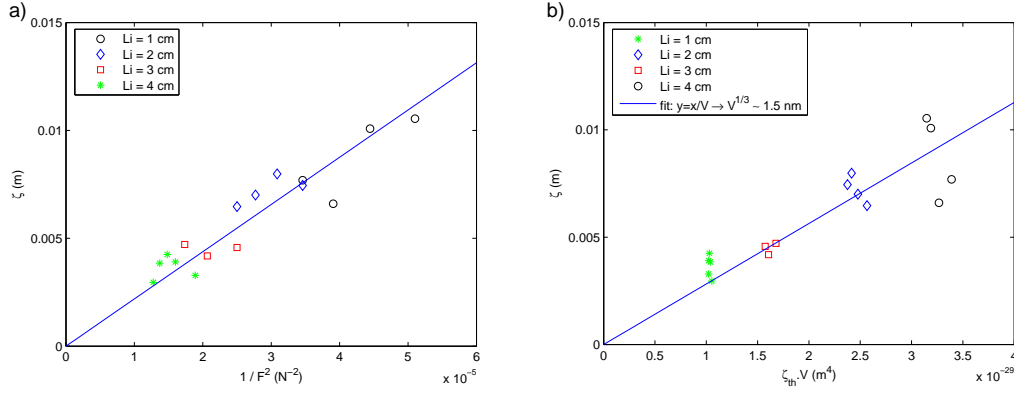 a)
Li = 1 cm
Li = 2 cm
Li = 3 cm
Li = 4 cm
0.015
0.01
0.005
0
ζ (m)
0 1 2 3 4 5 6
1 / F² (N⁻²)
x 10⁻⁵
b)
Li = 1 cm
Li = 2 cm
Li = 3 cm
Li = 4 cm
fit: y=x/V → V^{1/3} ~ 1.5 nm
0.015
0.01
0.005
0
ζ (m)
0 0.5 1 1.5 2 2.5 3 3.5 4
ζ_{th}.V (m⁴)
x 10⁻²⁹